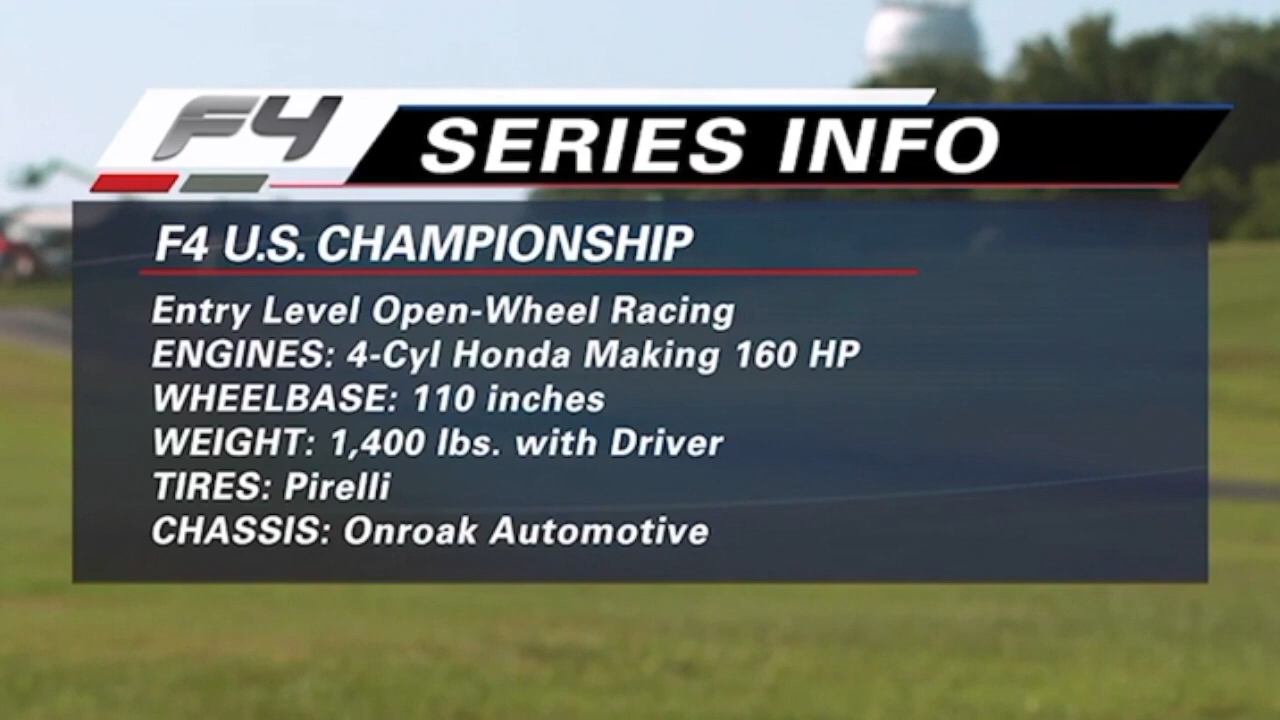 F4 SERIES INFO
F4 U.S. CHAMPIONSHIP
Entry Level Open-Wheel Racing
ENGINES: 4-Cyl Honda Making 160 HP
WHEELBASE: 110 inches
WEIGHT: 1,400 lbs. with Driver
TIRES: Pirelli
CHASSIS: Onroak Automotive